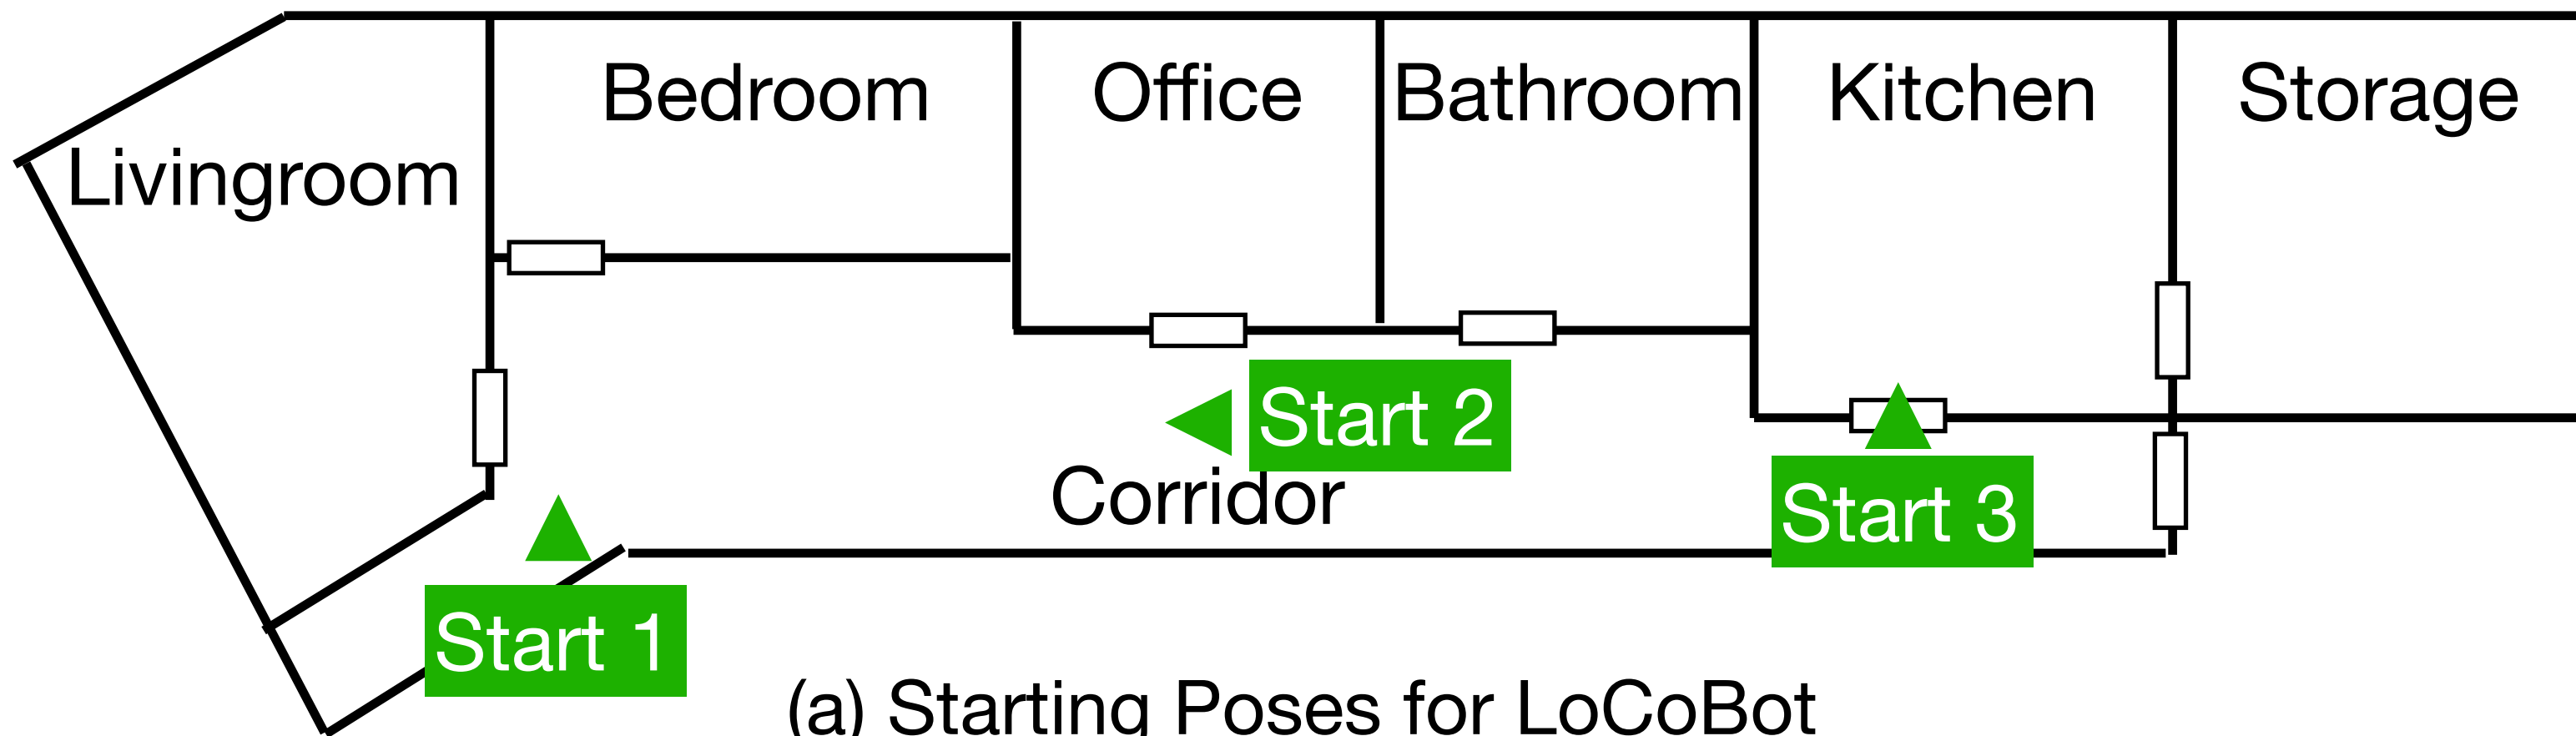 Bedroom
Office
Bathroom
Kitchen
Storage
Livingroom
Start 2
Corridor
Start 3
Start 1
(a) Starting Poses for LoCoBot